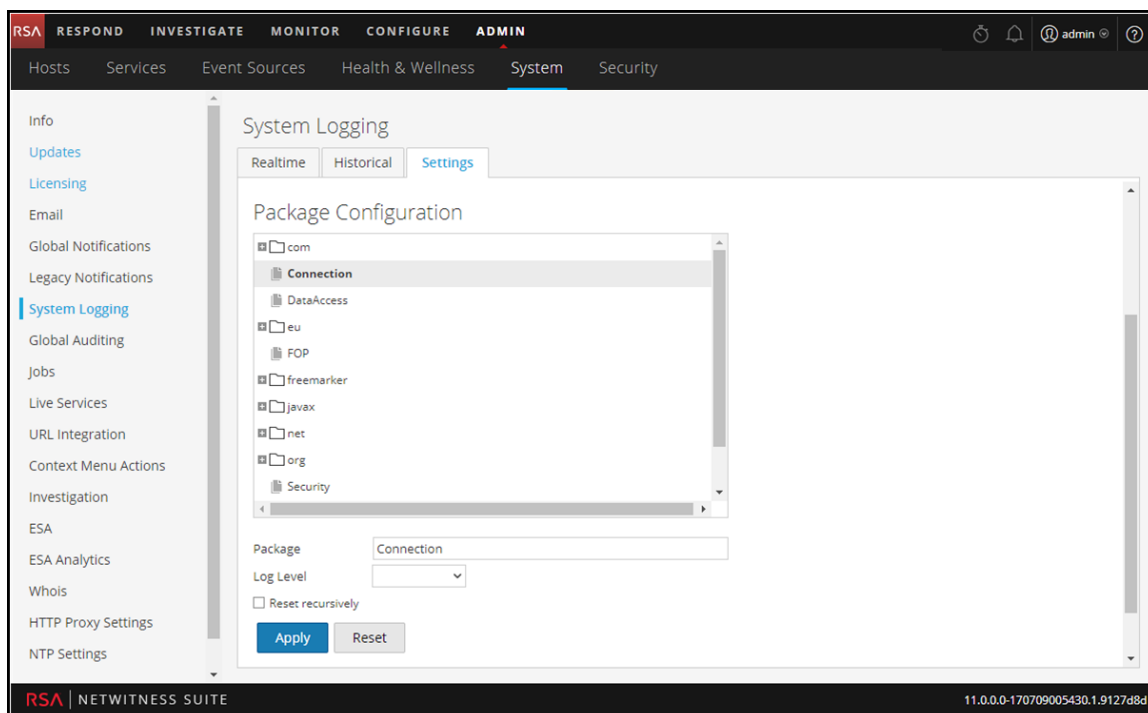 RSA RESPOND INVESTIGATE MONITOR CONFIGURE ADMIN admin
Hosts Services Event Sources Health & Wellness System Security
Info
Updates
Licensing
Email
Global Notifications
Legacy Notifications
System Logging
Global Auditing
Jobs
Live Services
URL Integration
Context Menu Actions
Investigation
ESA
ESA Analytics
Whois
HTTP Proxy Settings
NTP Settings
System Logging
Realtime Historical Settings
Package Configuration
com
Connection
DataAccess
eu
FOP
freemarker
javax
net
org
Security
Package Connection
Log Level
Reset recursively
Apply Reset
RSA NETWITNESS SUITE 11.0.0.0-170709005430.1.9127d8d